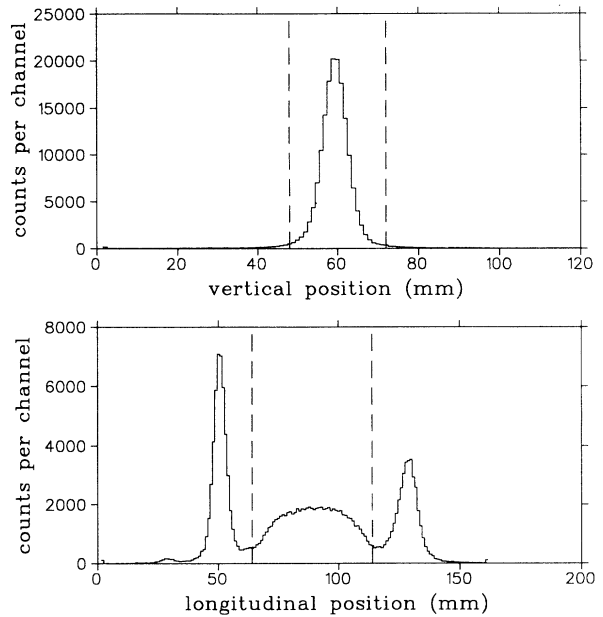 25000
20000
15000
10000
5000
0
counts per channel
0 20 40 60 80 100 120
vertical position (mm)
8000
6000
4000
2000
0
counts per channel
0 50 100 150 200
longitudinal position (mm)